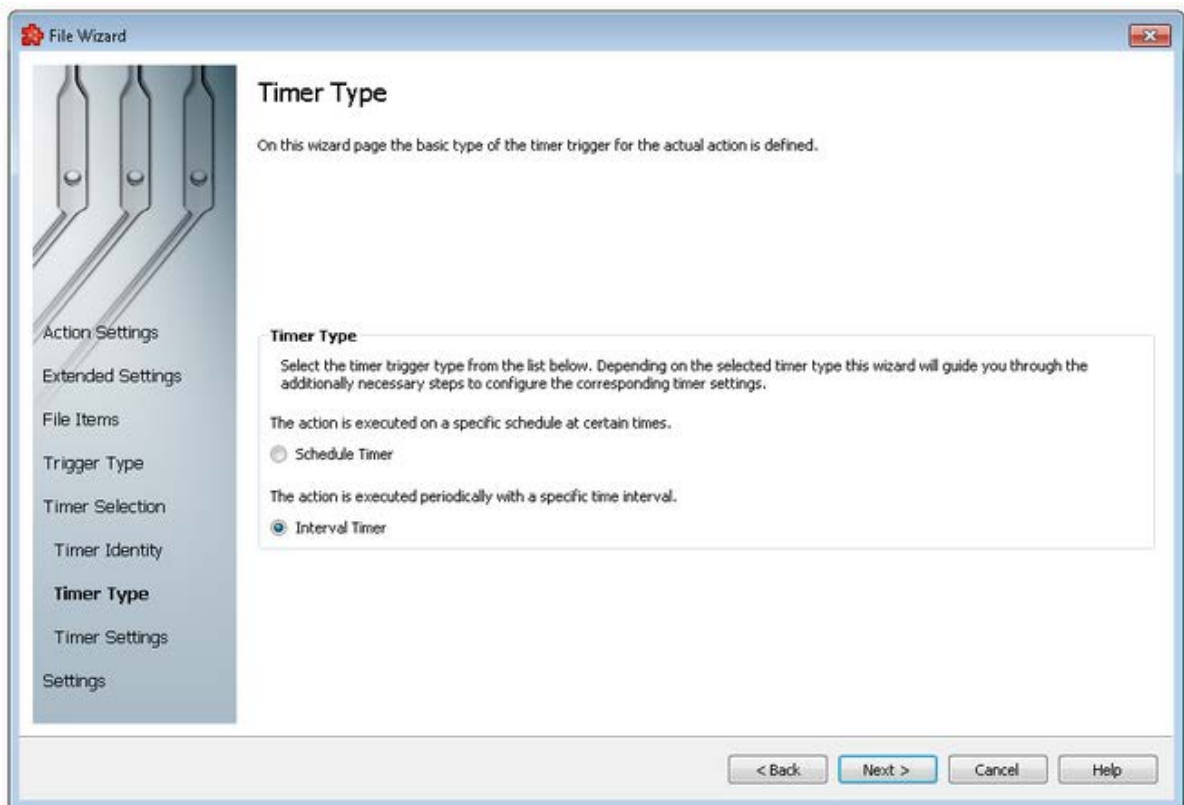 File Wizard
Timer Type
On this wizard page the basic type of the timer trigger for the actual action is defined.
Action Settings
Extended Settings
File Items
Trigger Type
Timer Selection
Timer Identity
Timer Type
Timer Settings
Settings
Timer Type
Select the timer trigger type from the list below. Depending on the selected timer type this wizard will guide you through the
additionally necessary steps to configure the corresponding timer settings.
The action is executed on a specific schedule at certain times.
Schedule Timer
The action is executed periodically with a specific time interval.
Interval Timer
< Back
Next >
Cancel
Help